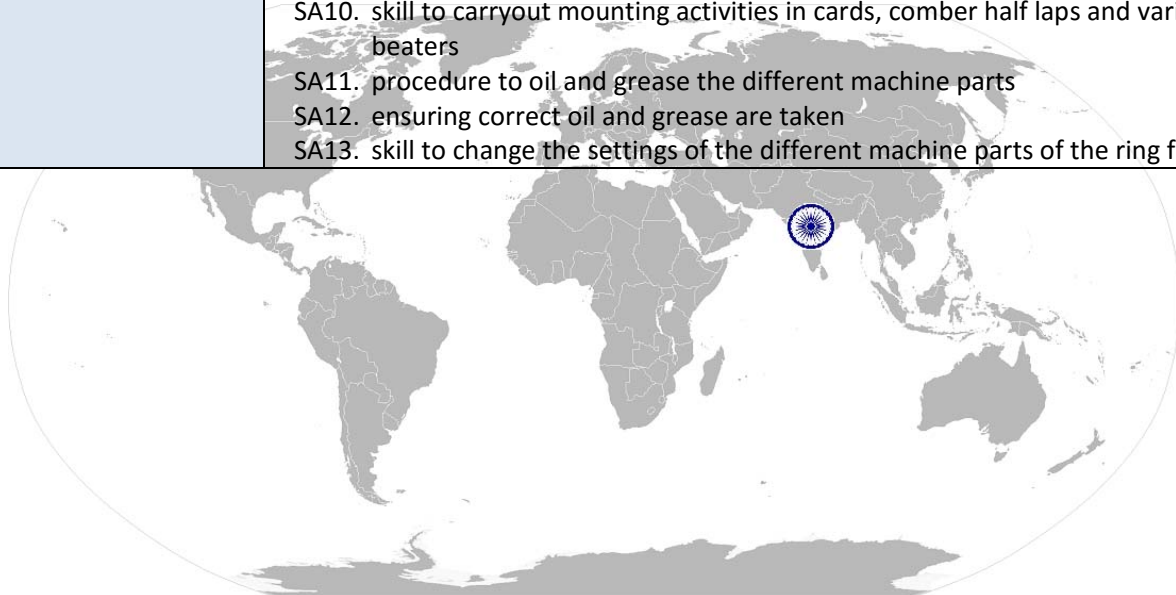 SA10. skill to carryout mounting activities in cards, comber half laps and
beaters
SA11. procedure to oil and grease the different machine parts
SA12. ensuring correct oil and grease are taken
SA13. skill to change the settings of the different machine parts of the ring